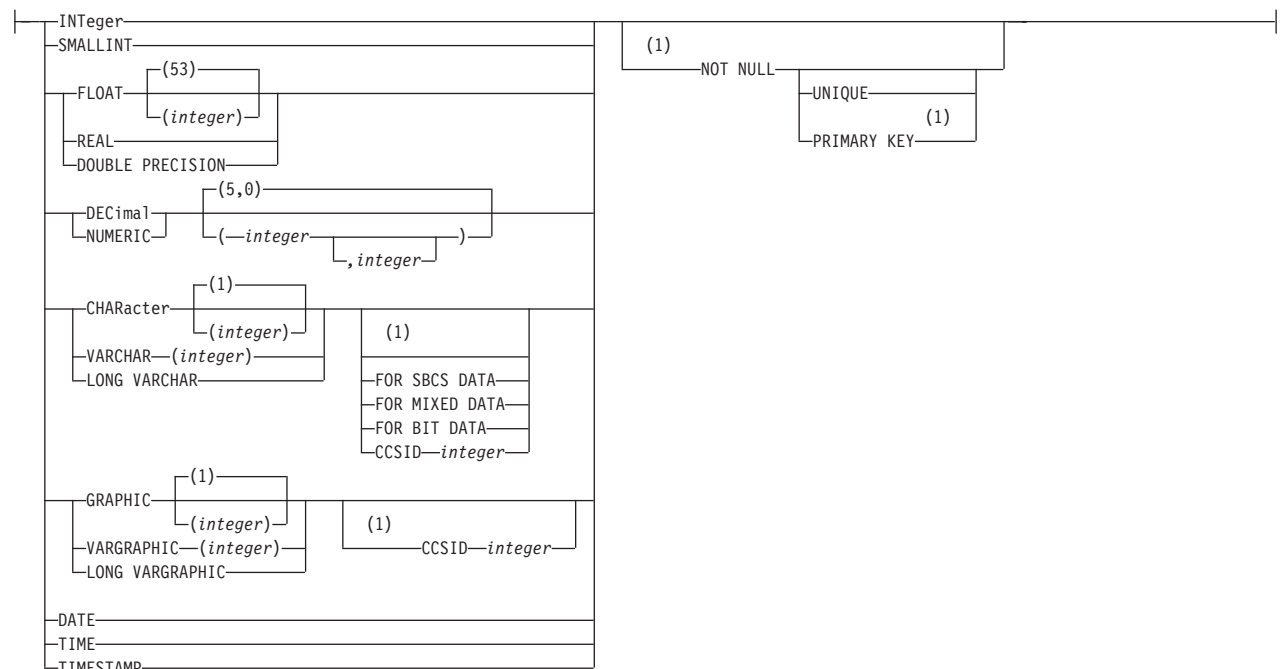 INTeger
SMALLINT
(1)
NOT NULL
(53)
FLOAT
UNIQUE
(integer)
(1)
REAL
PRIMARY KEY
DOUBLE PRECISION
(5,0)
DECimal
NUMERIC
( integer )
,integer
(1)
CHARacter
(integer)
(1)
VARCHAR (integer)
LONG VARCHAR
FOR SBCS DATA
FOR MIXED DATA
FOR BIT DATA
CCSID integer
(1)
GRAPHIC
(integer)
(1)
VARGRAPHIC (integer)
CCSID integer
LONG VARGRAPHIC
DATE
TIME
TIMESTAMP